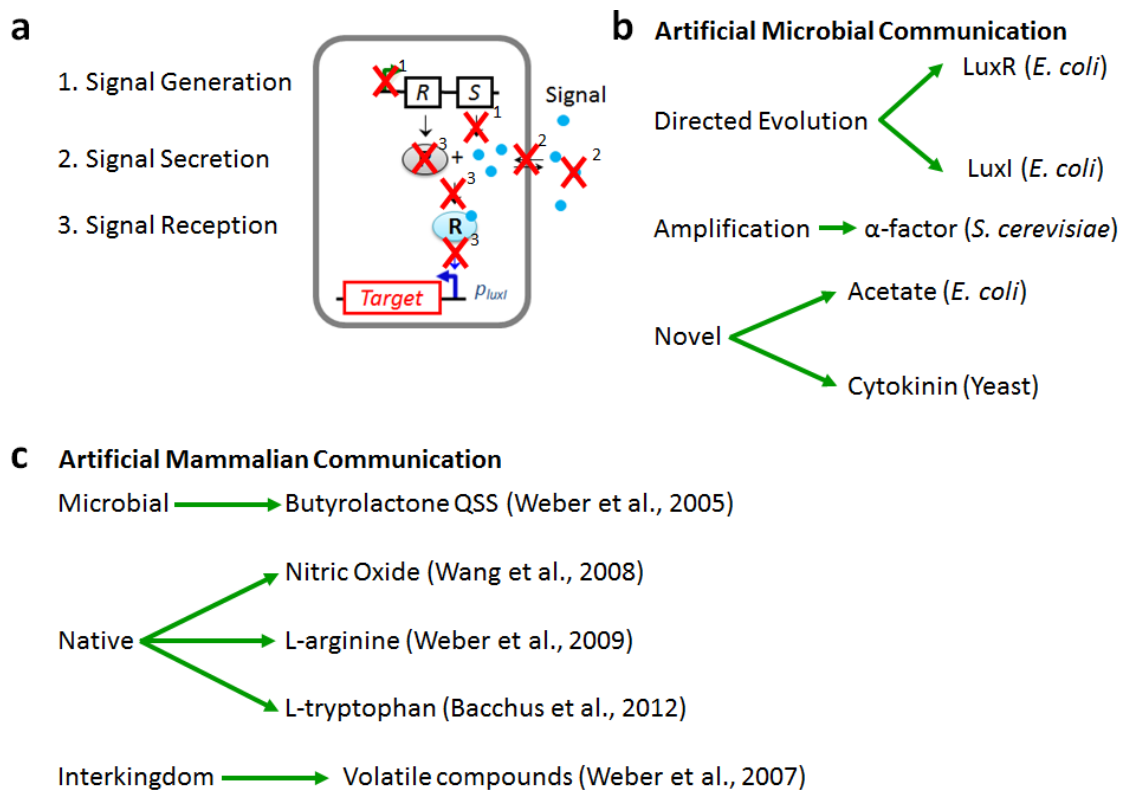 a
1. Signal Generation
2. Signal Secretion
3. Signal Reception
1
R S
1
Signal
3
+
2
2
3
R
3
Target
pluxI
b Artificial Microbial Communication
LuxR (E. coli)
Directed Evolution
LuxI (E. coli)
Amplification α-factor (S. cerevisiae)
Acetate (E. coli)
Novel
Cytokinin (Yeast)
c Artificial Mammalian Communication
Microbial Butyrolactone QSS (Weber et al., 2005)
Nitric Oxide (Wang et al., 2008)
Native L-arginine (Weber et al., 2009)
L-tryptophan (Bacchus et al., 2012)
Interkingdom Volatile compounds (Weber et al., 2007)